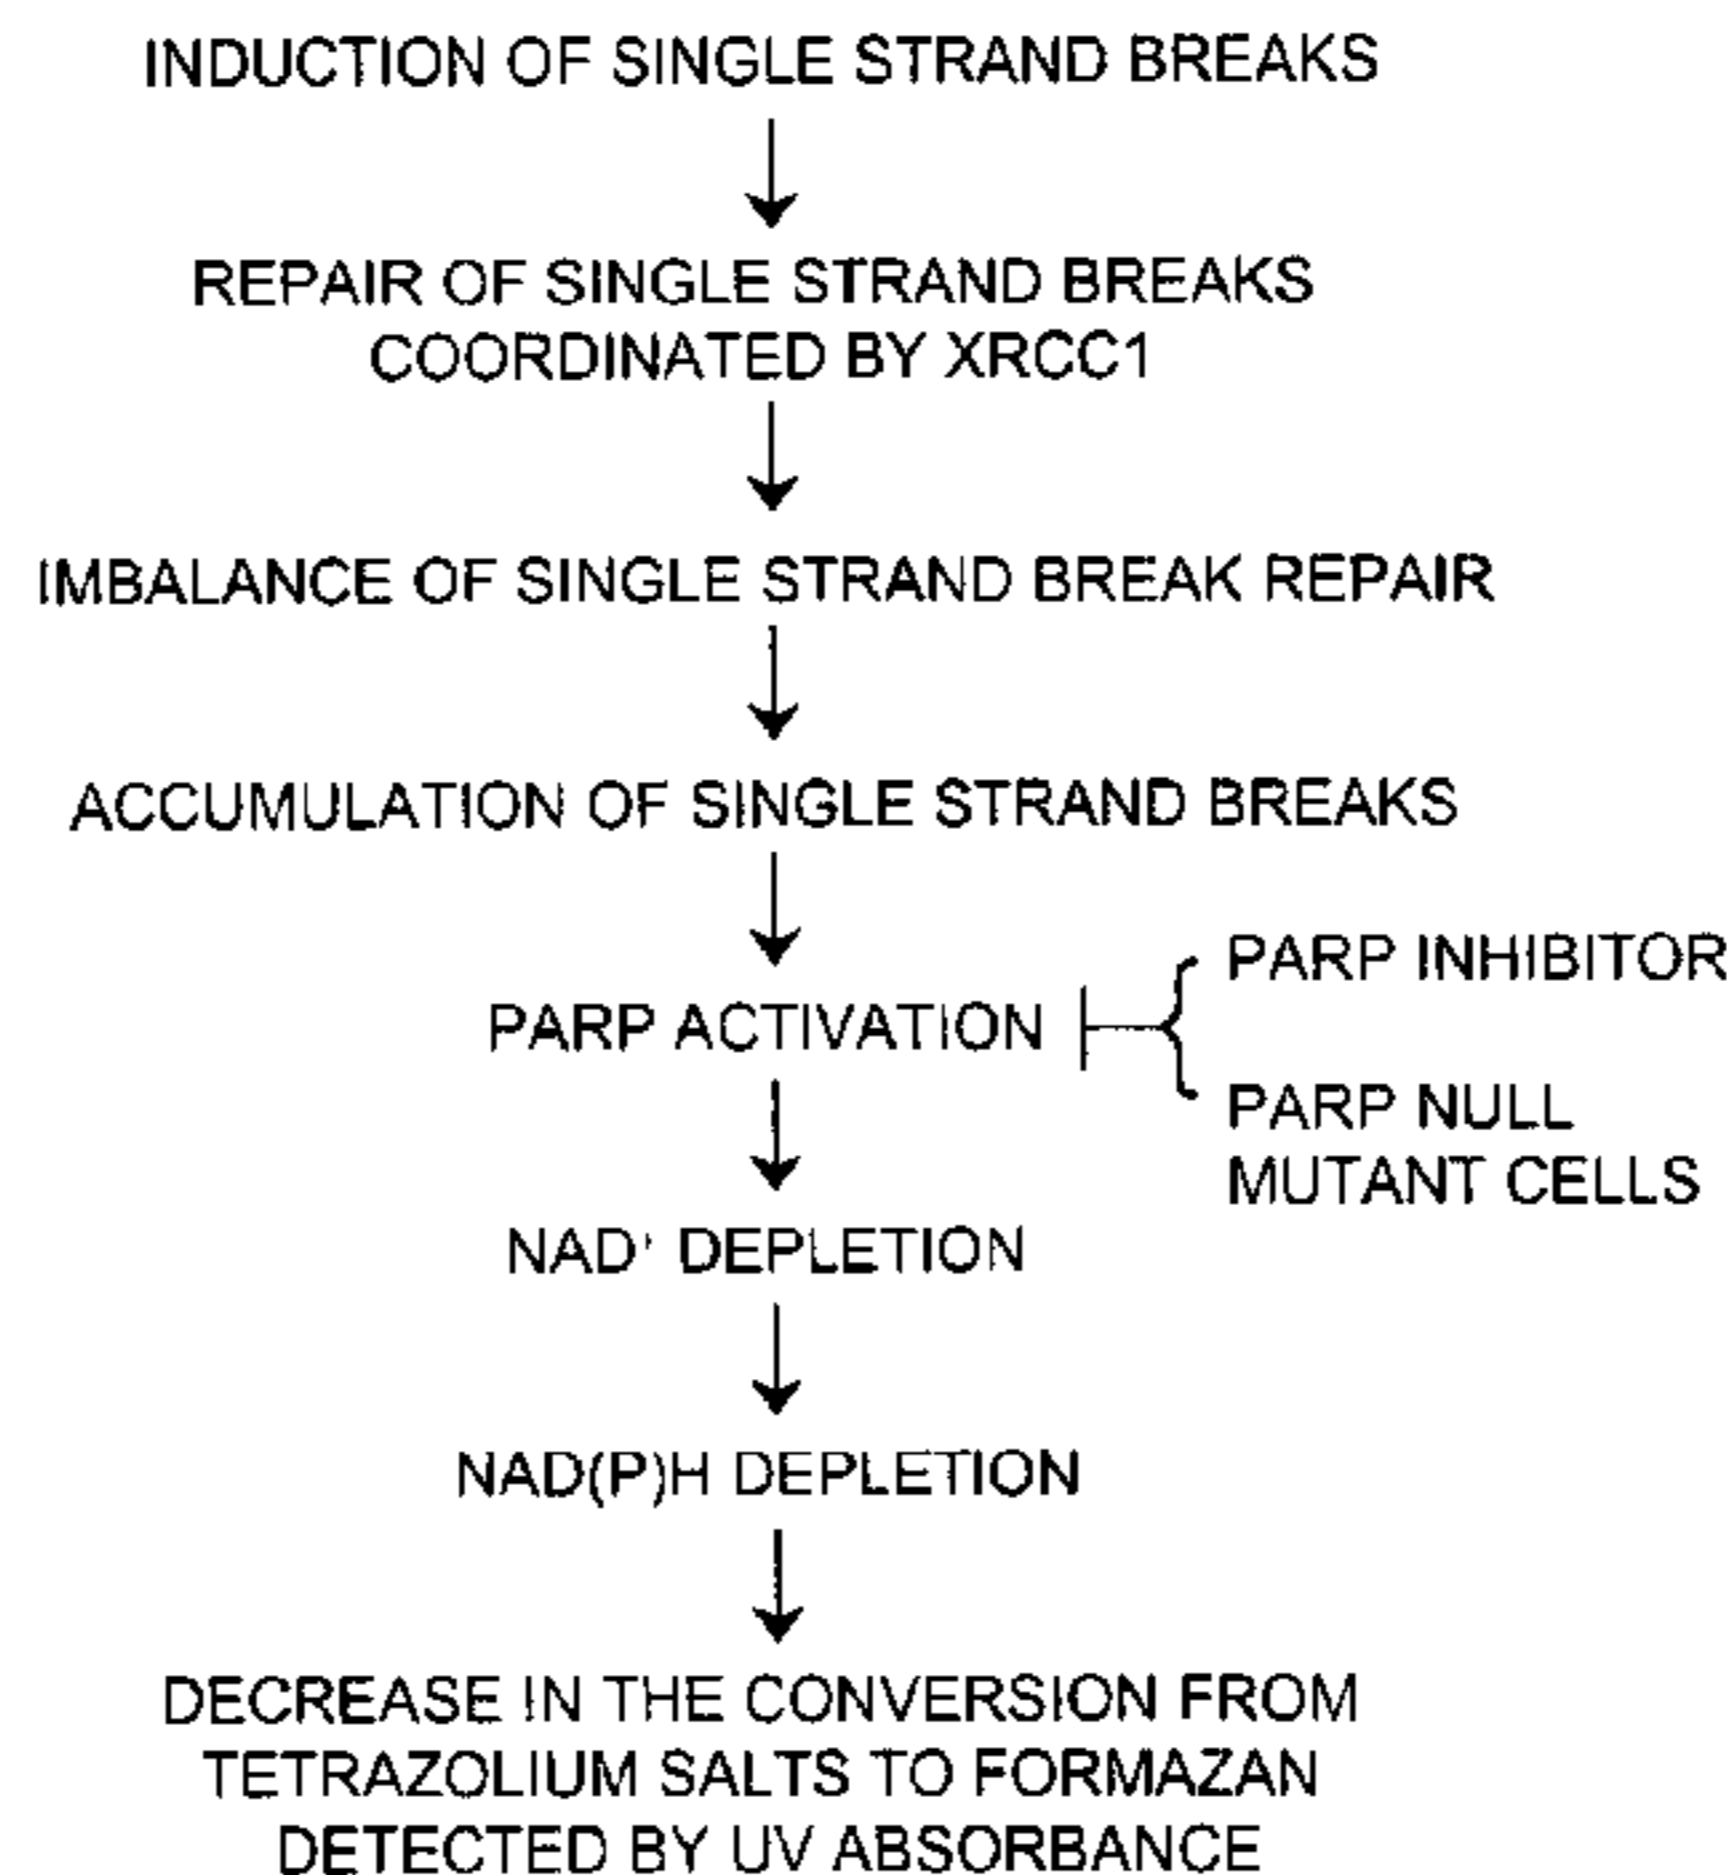 INDUCTION OF SINGLE STRAND BREAKS
REPAIR OF SINGLE STRAND BREAKS
COORDINATED BY XRCC1
IMBALANCE OF SINGLE STRAND BREAK REPAIR
ACCUMULATION OF SINGLE STRAND BREAKS
PARP ACTIVATION
PARP INHIBITOR
PARP NULL
MUTANT CELLS
NAD⁺ DEPLETION
NAD(P)H DEPLETION
DECREASE IN THE CONVERSION FROM
TETRAZOLIUM SALTS TO FORMAZAN
DETECTED BY UV ABSORBANCE